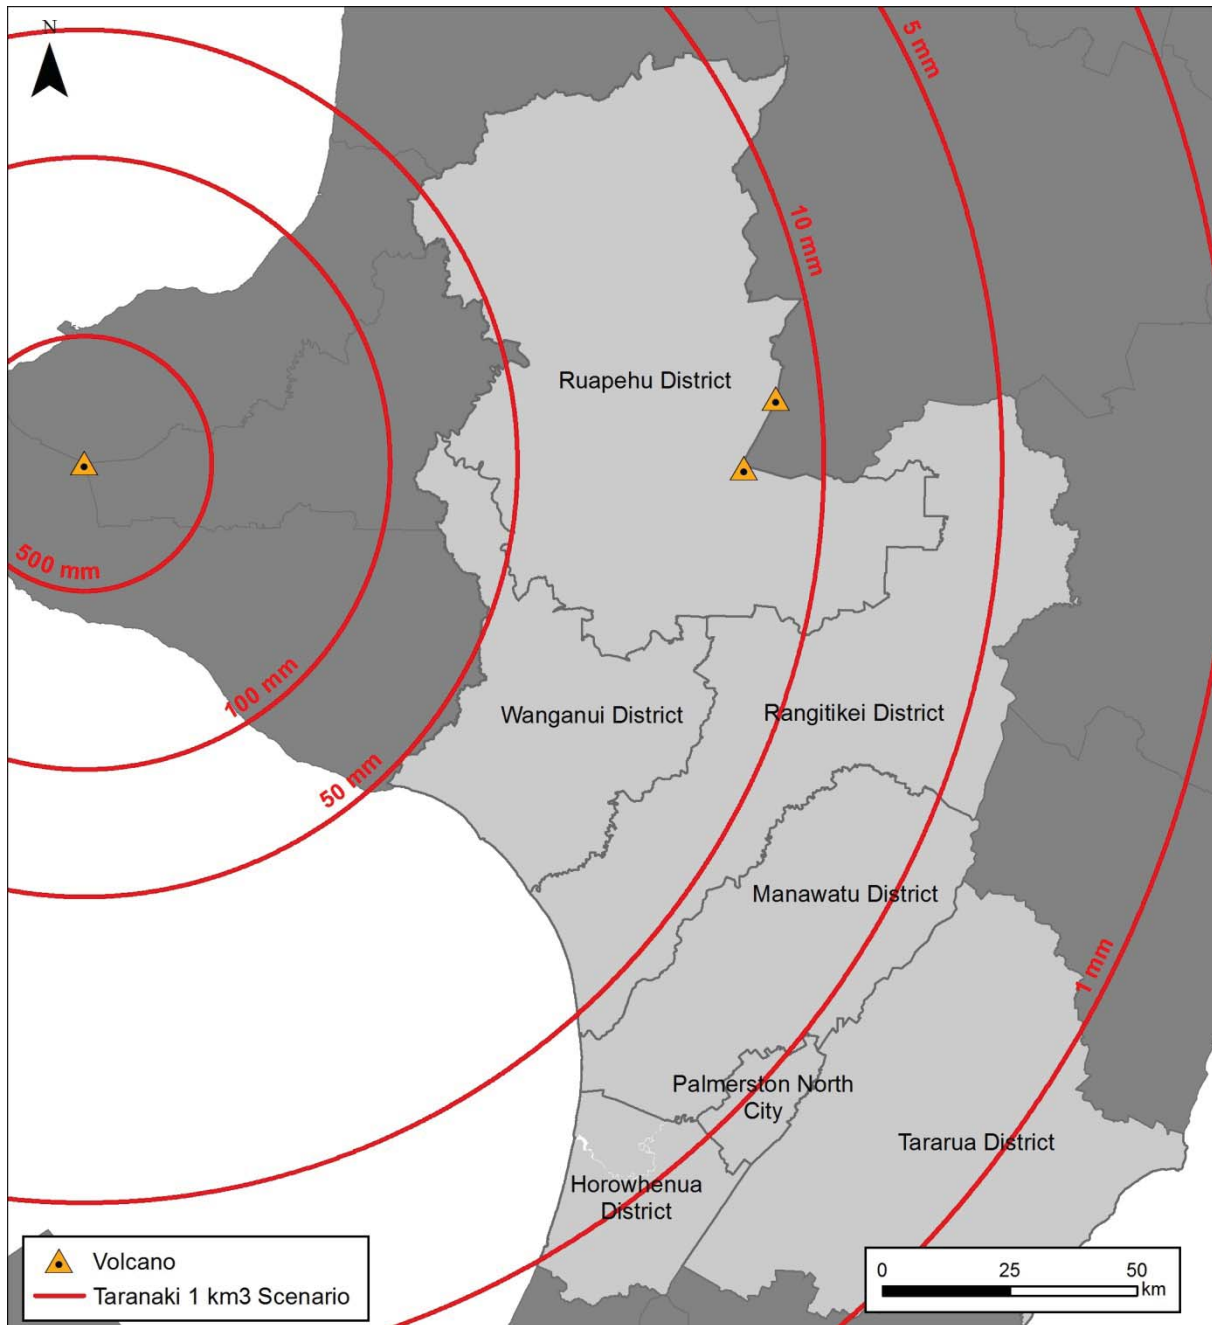 N
5 mm
10 mm
Ruapehu District
500 mm
100 mm
Wanganui District
Rangitikei District
50 mm
Manawatu District
1 mm
Palmerston North
City
Tararua District
Horowhenua
District
Volcano
Taranaki 1 km3 Scenario
0 25 50
km